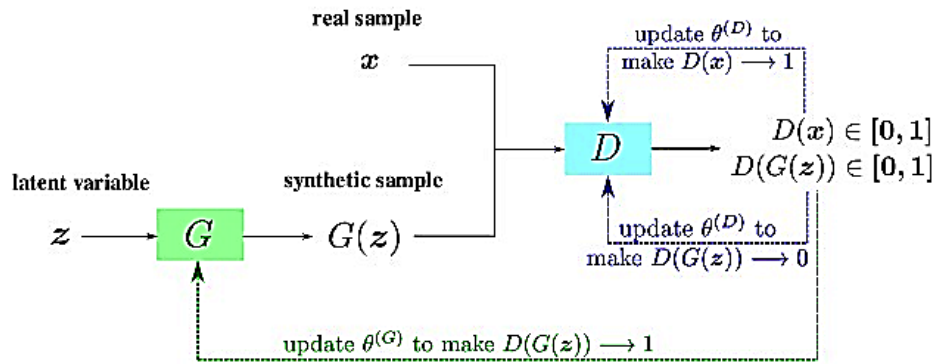 real sample
x
update θ^(D) to
make D(x) ⟶ 1
D
D(x) ∈ [0, 1]
D(G(z)) ∈ [0, 1]
latent variable
synthetic sample
z
G
G(z)
update θ^(D) to
make D(G(z)) ⟶ 0
update θ^(G) to make D(G(z)) ⟶ 1